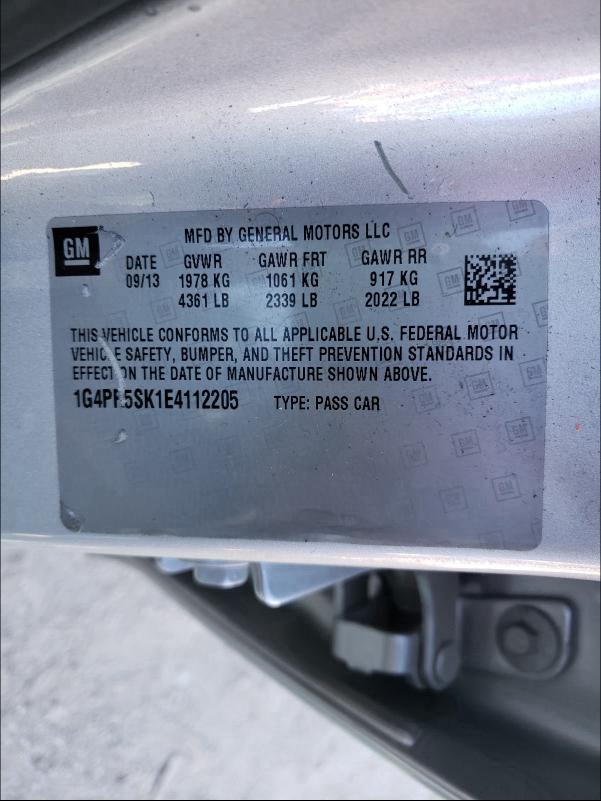 GM
MFD BY GENERAL MOTORS LLC
DATE GVWR GAWR FRT GAWR RR
09/13 1978 KG 1061 KG 917 KG
4361 LB 2339 LB 2022 LB
THIS VEHICLE CONFORMS TO ALL APPLICABLE U.S. FEDERAL MOTOR
VEHICLE SAFETY, BUMPER, AND THEFT PREVENTION STANDARDS IN
EFFECT ON THE DATE OF MANUFACTURE SHOWN ABOVE.
TYPE: PASS CAR